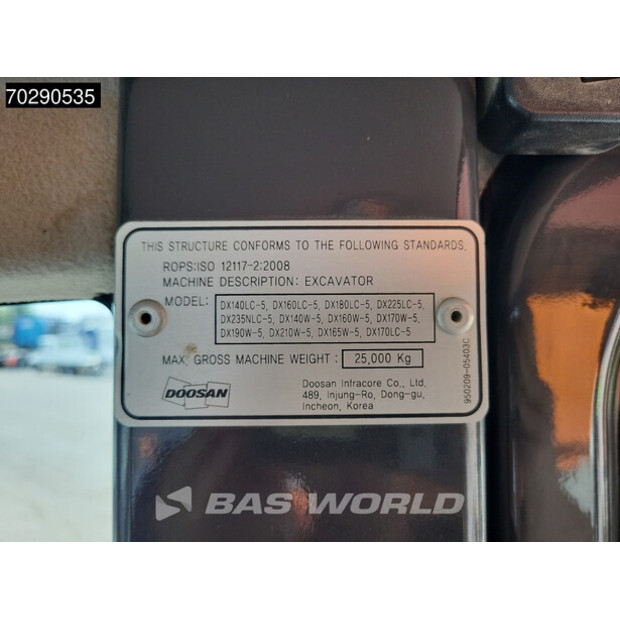 70290535
THIS STRUCTURE CONFORMS TO THE FOLLOWING STANDARDS.
ROPS:ISO 12117-2:2008
MACHINE DESCRIPTION: EXCAVATOR
MODEL: DX140LC-5, DX160LC-5, DX180LC-5, DX225LC-5,
DX235NLC-5, DX140W-5, DX160W-5, DX170W-5,
DX190W-5, DX210W-5, DX165W-5, DX170LC-5
MAX. GROSS MACHINE WEIGHT : 25,000 Kg
DOOSAN
Doosan Infracore Co., Ltd.
489, Injung-Ro, Dong-gu,
Incheon, Korea
950209-05403C
BAS WORLD